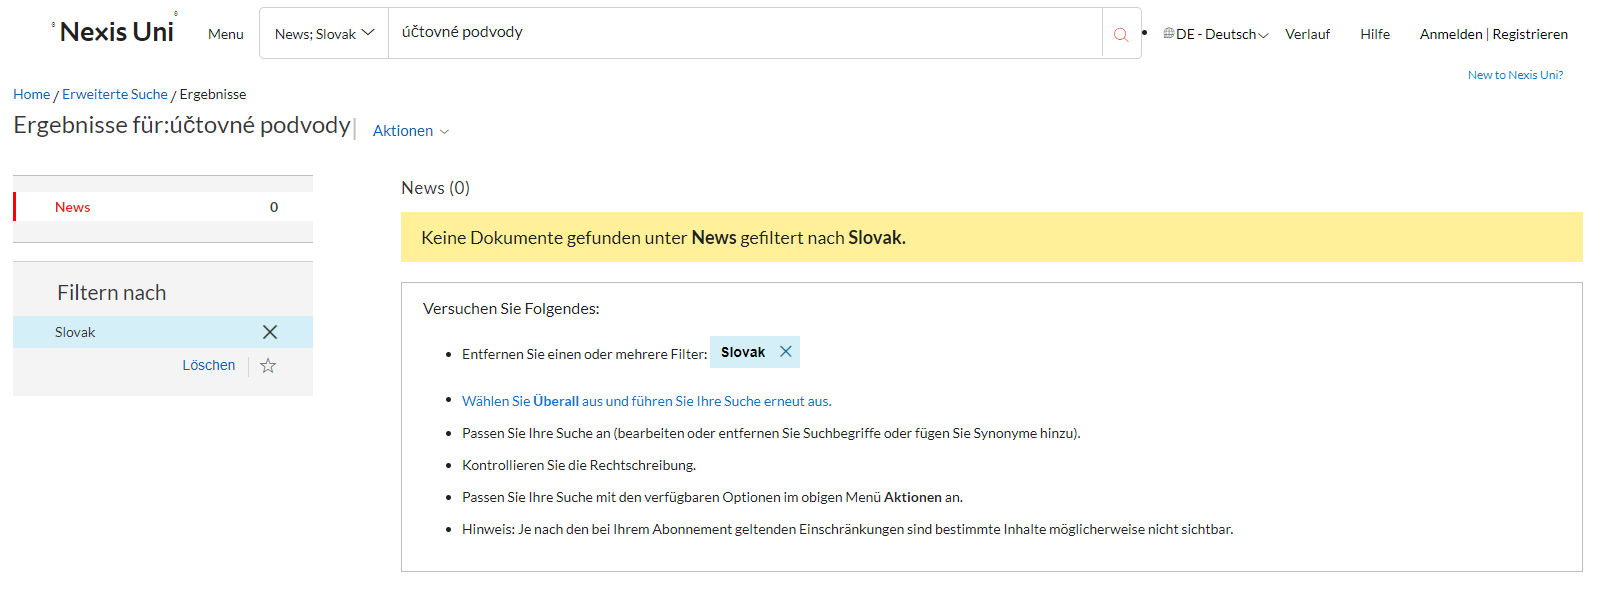 Nexis Uni®
Menu
News; Slovak
účtovné podvody
DE - Deutsch
Verlauf
Hilfe
Anmelden | Registrieren
New to Nexis Uni?
Home / Erweiterte Suche / Ergebnisse
Ergebnisse für:účtovné podvody|
Aktionen
News 0
Filtern nach
Slovak
Löschen
News (0)
Keine Dokumente gefunden unter News gefiltert nach Slovak.
Versuchen Sie Folgendes:
Entfernen Sie einen oder mehrere Filter: Slovak
Wählen Sie Überall aus und führen Sie Ihre Suche erneut aus.
Passen Sie Ihre Suche an (bearbeiten oder entfernen Sie Suchbegriffe oder fügen Sie Synonyme hinzu).
Kontrollieren Sie die Rechtschreibung.
Passen Sie Ihre Suche mit den verfügbaren Optionen im obigen Menü Aktionen an.
Hinweis: Je nach den bei Ihrem Abonnement geltenden Einschränkungen sind bestimmte Inhalte möglicherweise nicht sichtbar.